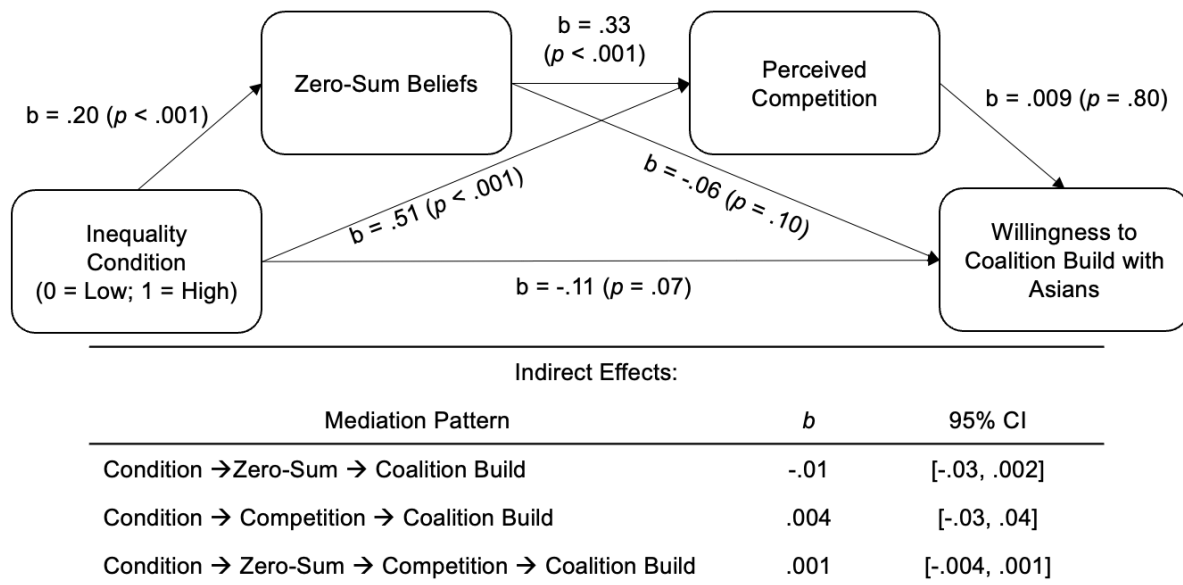 b = .33
(p < .001)
Zero-Sum Beliefs
Perceived
Competition
b = .20 (p < .001)
b = .009 (p = .80)
b = .51 (p < .001)
b = -.06 (p = .10)
Inequality
Condition
(0 = Low; 1 = High)
Willingness to
Coalition Build with
Asians
b = -.11 (p = .07)
Indirect Effects:
Mediation Pattern b 95% CI
Condition →Zero-Sum → Coalition Build -.01 [-.03, .002]
Condition → Competition → Coalition Build .004 [-.03, .04]
Condition → Zero-Sum → Competition → Coalition Build .001 [-.004, .001]